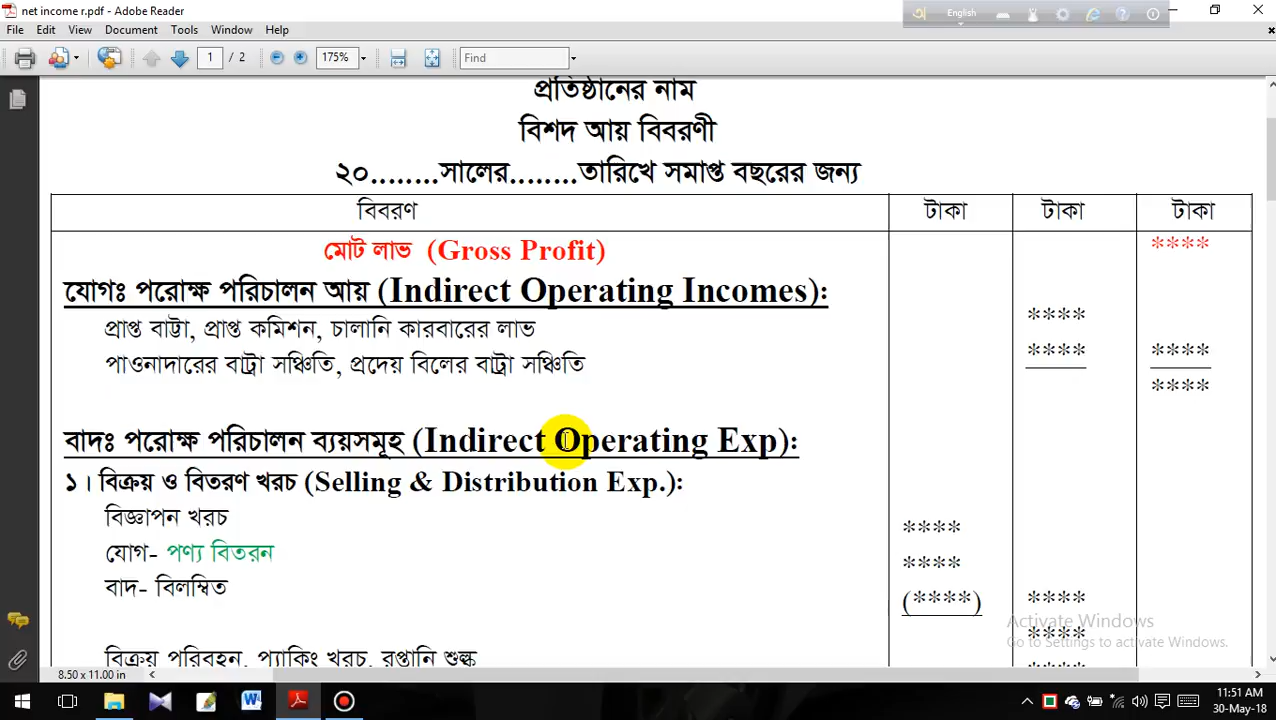 net income r.pdf - Adobe Reader
English
File Edit View Document Tools Window Help
1 / 2 175% Find
প্রতিষ্ঠানের নাম
বিশদ আয় বিবরণী
২০........সালের........তারিখে সমাপ্ত বছরের জন্য
বিবরণ টাকা টাকা টাকা
মোট লাভ (Gross Profit) ****
যোগঃ পরোক্ষ পরিচালন আয় (Indirect Operating Incomes):
প্রাপ্ত বাট্টা, প্রাপ্ত কমিশন, চালানি কারবারের লাভ ****
পাওনাদারের বাট্রা সঞ্চিতি, প্রদেয় বিলের বাট্রা সঞ্চিতি **** ****
****
বাদঃ পরোক্ষ পরিচালন ব্যয়সমূহ (Indirect Operating Exp):
১। বিক্রয় ও বিতরণ খরচ (Selling & Distribution Exp.):
বিজ্ঞাপন খরচ ****
যোগ- পণ্য বিতরন ****
বাদ- বিলম্বিত (****) ****
Activate Windows
****
Go to Settings to activate Windows.
বিক্রয় পরিবহন, প্যাকিং খরচ, রপ্তানি শুল্ক ****
8.50 x 11.00 in
11:51 AM
30-May-18